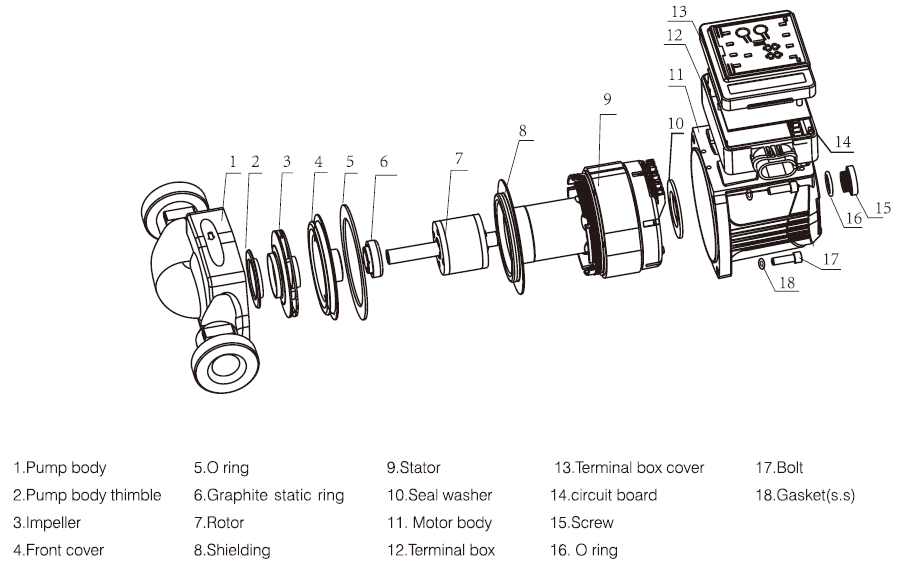 13
12
11
14
15
16
17
18
10
9
8
7
6
5
4
3
2
1
1.Pump body
2.Pump body thimble
3.Impeller
4.Front cover
5.O ring
6.Graphite static ring
7.Rotor
8.Shielding
9.Stator
10.Seal washer
11. Motor body
12.Terminal box
13.Terminal box cover
14.circuit board
15.Screw
16. O ring
17.Bolt
18.Gasket(s.s)